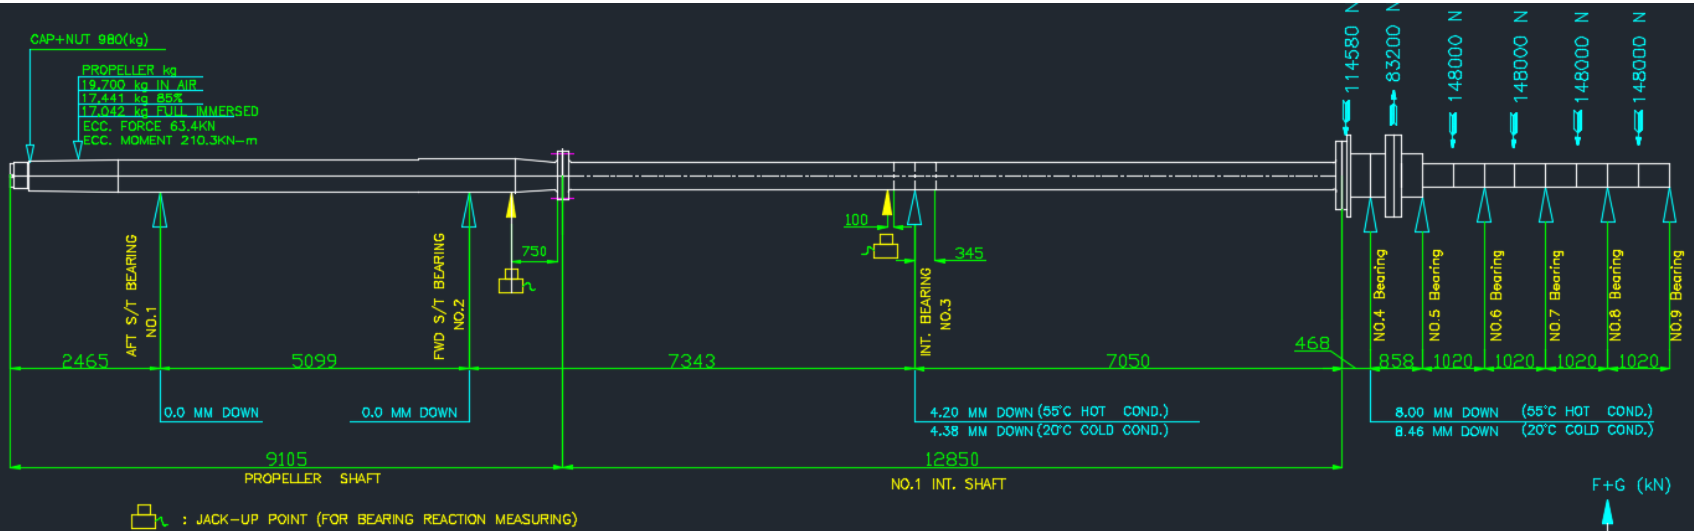 CAP+NUT 980(kg)
PROPELLER kg
19.700 kg IN AIR
17.441 kg 85%
17.042 kg FULL IMMERSED
ECC. FORCE 63.4KN
ECC. MOMENT 210.3KN-m
114580 N
83200 N
148000 N
148000 N
148000 N
148000 N
750
100
345
AFT S/T BEARING
NO.1
FWD S/T BEARING
NO.2
INT. BEARING
NO.3
NO.4 Bearing
NO.5 Bearing
NO.6 Bearing
NO.7 Bearing
NO.8 Bearing
NO.9 Bearing
2465
5099
7343
7050
468
858
1020
1020
1020
1020
0.0 MM DOWN
0.0 MM DOWN
4.20 MM DOWN (55°C HOT COND.)
4.38 MM DOWN (20°C COLD COND.)
8.00 MM DOWN (55°C HOT COND.)
8.46 MM DOWN (20°C COLD COND.)
9105
12850
PROPELLER SHAFT
NO.1 INT. SHAFT
F+G (kN)
: JACK-UP POINT (FOR BEARING REACTION MEASURING)